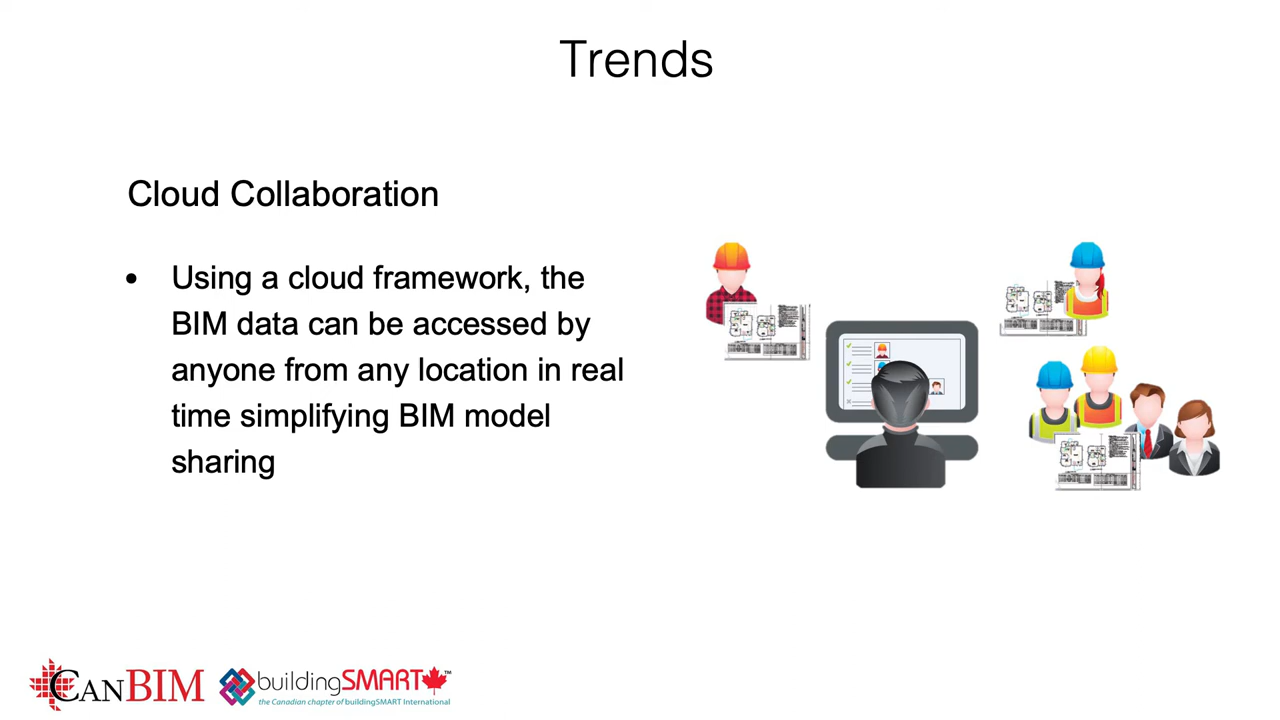 Trends
Cloud Collaboration
• Using a cloud framework, the
BIM data can be accessed by
anyone from any location in real
time simplifying BIM model
sharing
CANBIM
buildingSMART™
the Canadian chapter of buildingSMART International